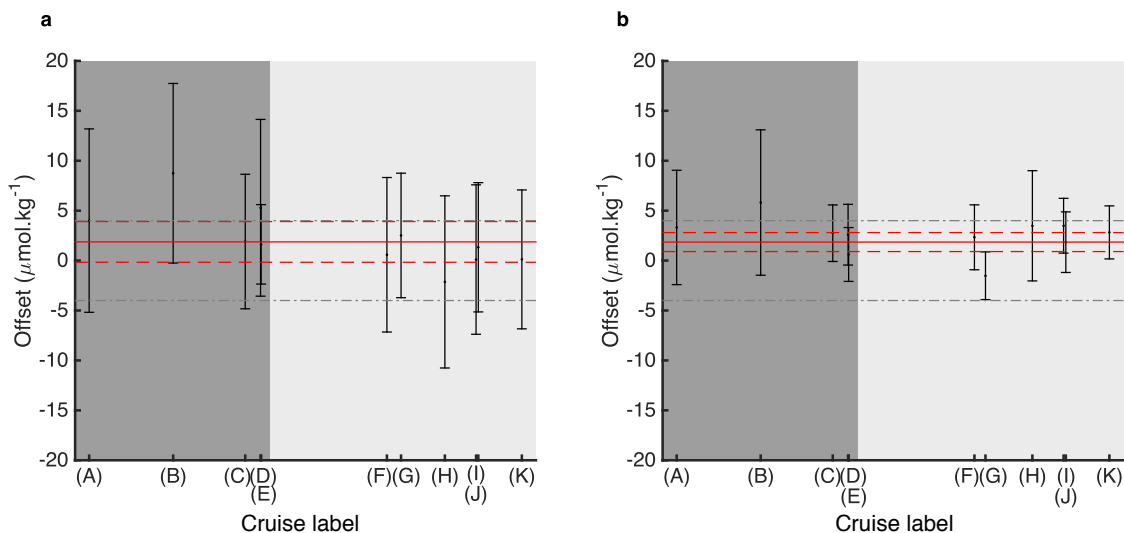 a
20
15
10
5
0
-5
-10
-15
-20
Offset (μmol.kg⁻¹)
(A) (B) (C) (D) (F) (G) (H) (I) (K)
(E) (J)
Cruise label
b
20
15
10
5
0
-5
-10
-15
-20
Offset (μmol.kg⁻¹)
(A) (B) (C) (D) (F) (G) (H) (I) (K)
(E) (J)
Cruise label